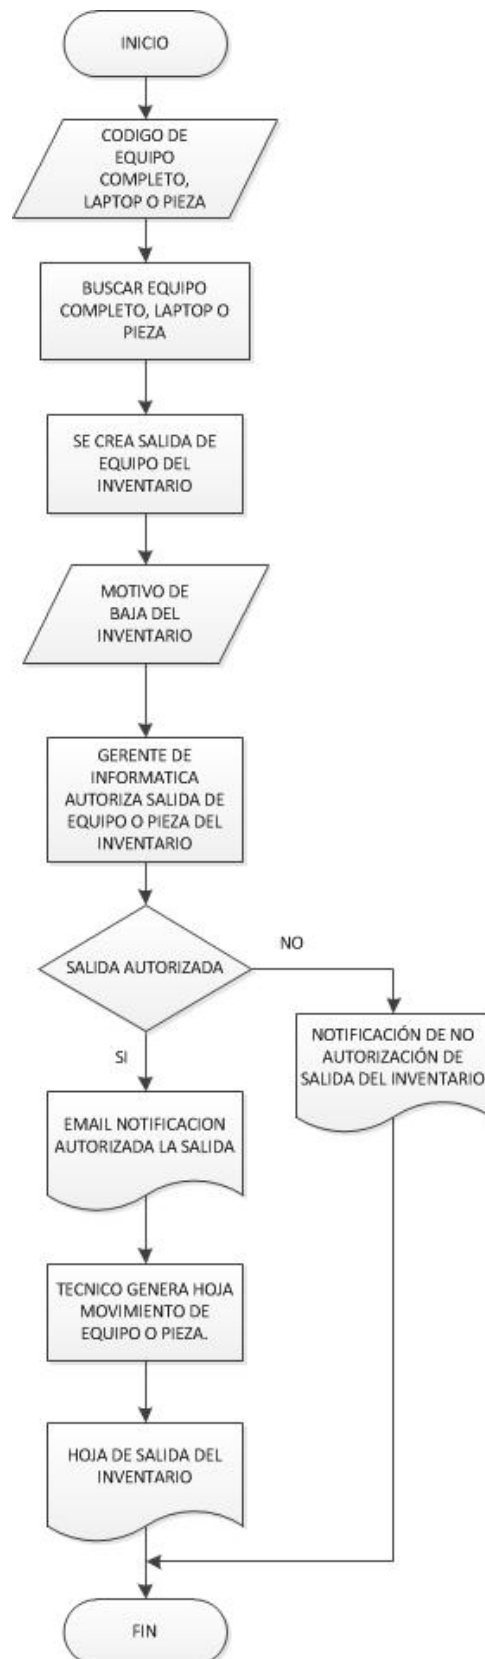 INICIO
CODIGO DE
EQUIPO
COMPLETO,
LAPTOP O PIEZA
BUSCAR EQUIPO
COMPLETO, LAPTOP O
PIEZA
SE CREA SALIDA DE
EQUIPO DEL
INVENTARIO
MOTIVO DE
BAJA DEL
INVENTARIO
GERENTE DE
INFORMATICA
AUTORIZA SALIDA DE
EQUIPO O PIEZA DEL
INVENTARIO
SALIDA AUTORIZADA
NO
NOTIFICACIÓN DE NO
AUTORIZACIÓN DE
SALIDA DEL INVENTARIO
SI
EMAIL NOTIFICACION
AUTORIZADA LA SALIDA
TECNICO GENERA HOJA
MOVIMIENTO DE
EQUIPO O PIEZA.
HOJA DE SALIDA DEL
INVENTARIO
FIN